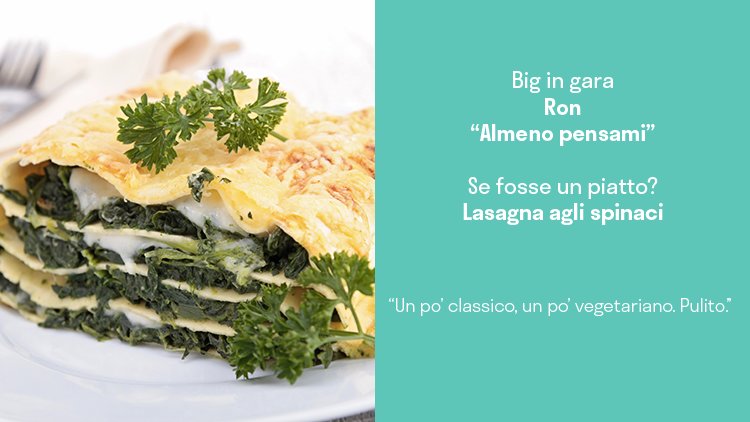 Big in gara
Ron
“Almeno pensami”
Se fosse un piatto?
Lasagna agli spinaci
“Un po’ classico, un po’ vegetariano. Pulito.”